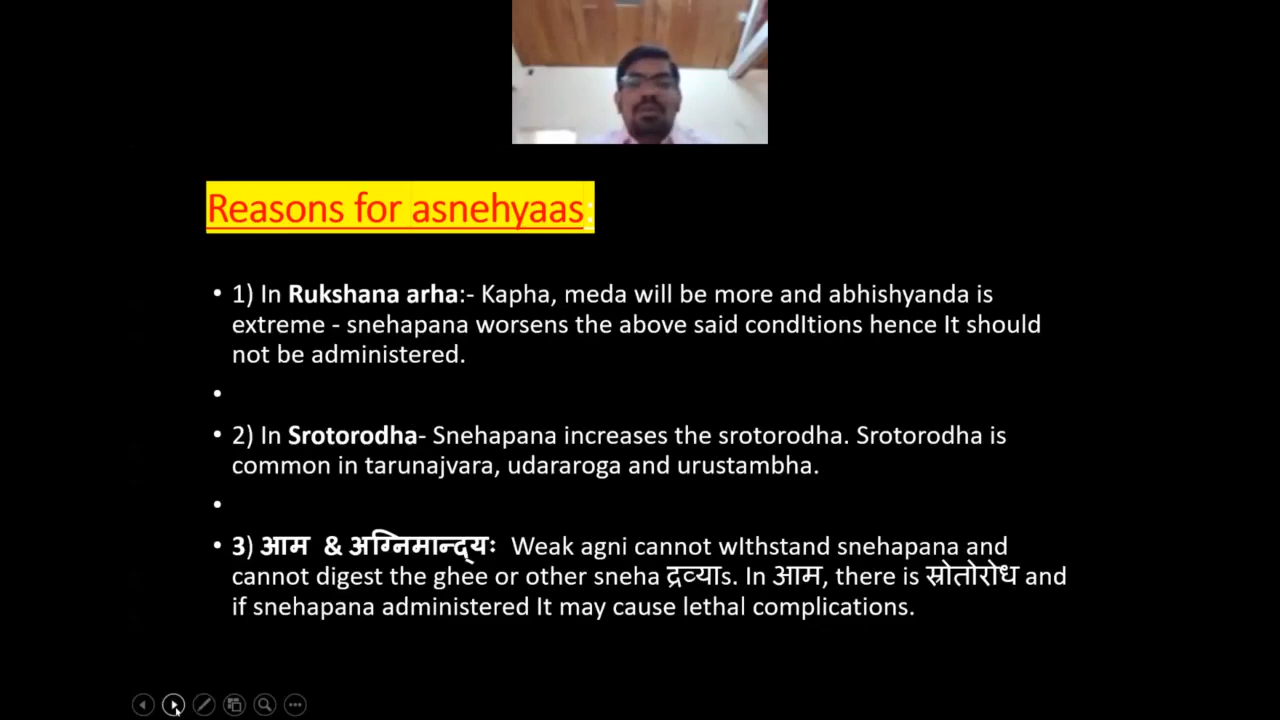 Reasons for asnehyaas:
• 1) In Rukshana arha:- Kapha, meda will be more and abhishyanda is
extreme - snehapana worsens the above said condItions hence It should
not be administered.
•
• 2) In Srotorodha- Snehapana increases the srotorodha. Srotorodha is
common in tarunajvara, udararoga and urustambha.
•
• 3) आम & अग्निमान्द्यः Weak agni cannot wIthstand snehapana and
cannot digest the ghee or other sneha द्रव्याs. In आम, there is स्रोतोरोध and
if snehapana administered It may cause lethal complications.